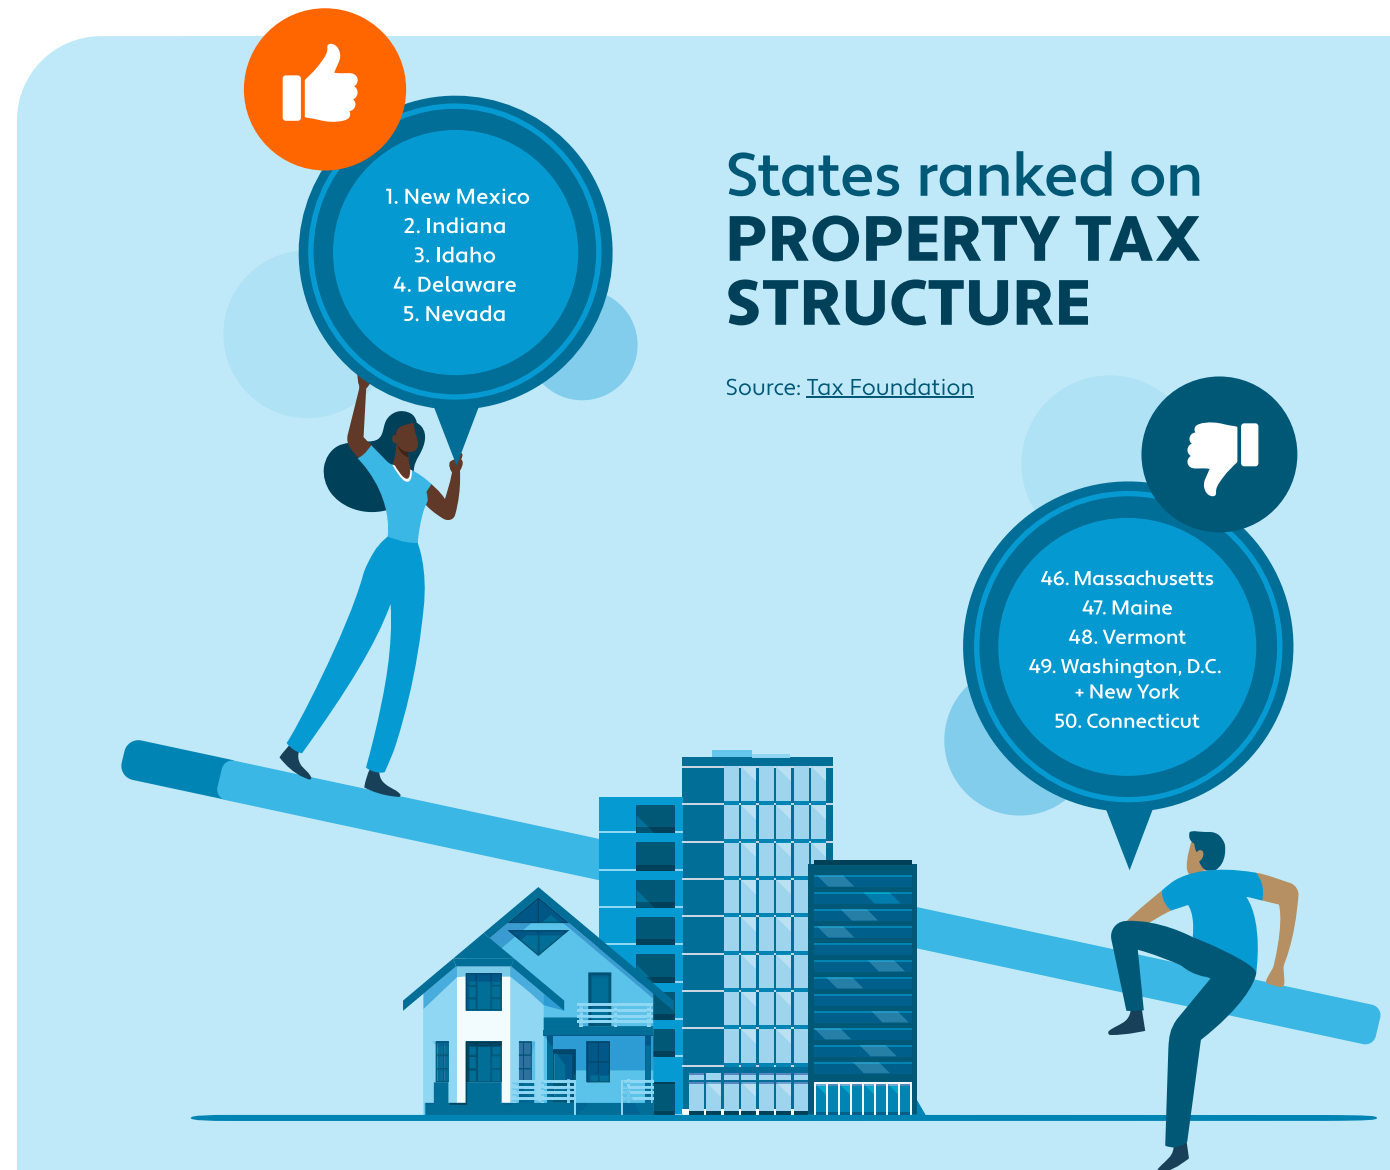 1. New Mexico
2. Indiana
3. Idaho
4. Delaware
5. Nevada
States ranked on
PROPERTY TAX
STRUCTURE
Source: Tax Foundation
46. Massachusetts
47. Maine
48. Vermont
49. Washington, D.C.
+ New York
50. Connecticut